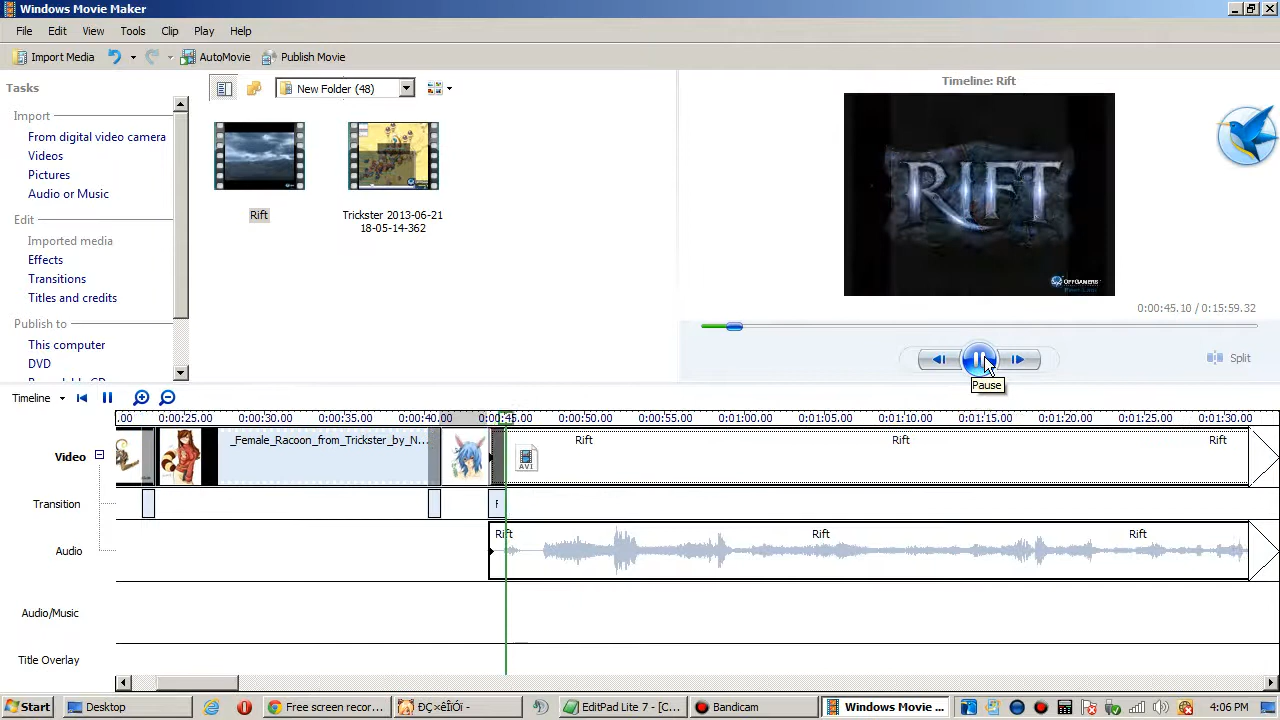 Windows Movie Maker
File Edit View Tools Clip Play Help
Import Media AutoMovie Publish Movie
Tasks
Import
From digital video camera
Videos
Pictures
Audio or Music
Edit
Imported media
Effects
Transitions
Titles and credits
Publish to
This computer
DVD
New Folder (48)
Rift
Trickster 2013-06-21
18-05-14-362
Timeline: Rift
RIFT
OFFGAMERS
0:00:45.10 / 0:15:59.32
Split
Pause
Timeline
.00 0:00:25.00 0:00:30.00 0:00:35.00 0:00:40.00 0:00:45.00 0:00:50.00 0:00:55.00 0:01:00.00 0:01:05.00 0:01:10.00 0:01:15.00 0:01:20.00 0:01:25.00 0:01:30.00
Video
_Female_Racoon_from_Trickster_by_N...
AVI
Rift Rift Rift
Transition
Audio
Rift Rift Rift
Audio/Music
Title Overlay
Start Desktop Free screen recor... ĐÇ×êÎïÓï - EditPad Lite 7 - [C... Bandicam Windows Movie ... 4:06 PM